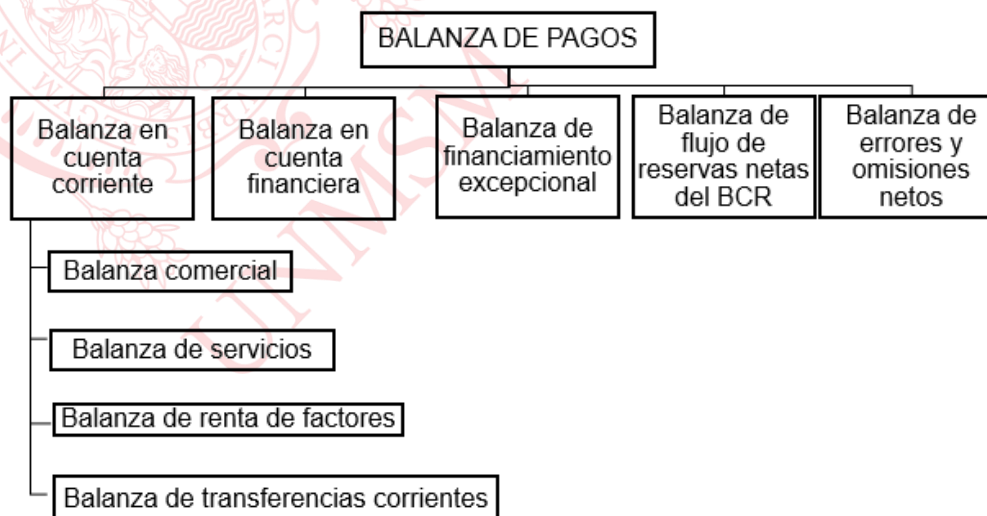 BALANZA DE PAGOS
Balanza en
cuenta
corriente
Balanza en
cuenta
financiera
Balanza de
financiamiento
excepcional
Balanza de
flujo de
reservas netas
del BCR
Balanza de
errores y
omisiones
netos
Balanza comercial
Balanza de servicios
Balanza de renta de factores
Balanza de transferencias corrientes
UNMSM